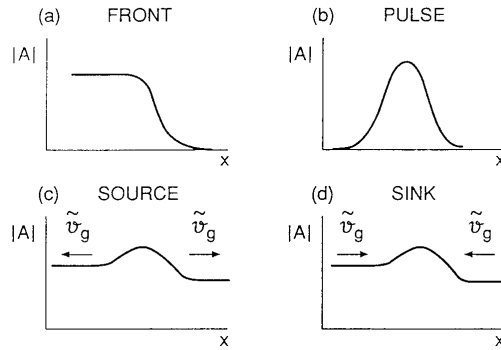 (a) FRONT
|A|
x
(b) PULSE
|A|
x
(c) SOURCE
ṽg ṽg
|A|
x
(d) SINK
ṽg ṽg
|A|
x